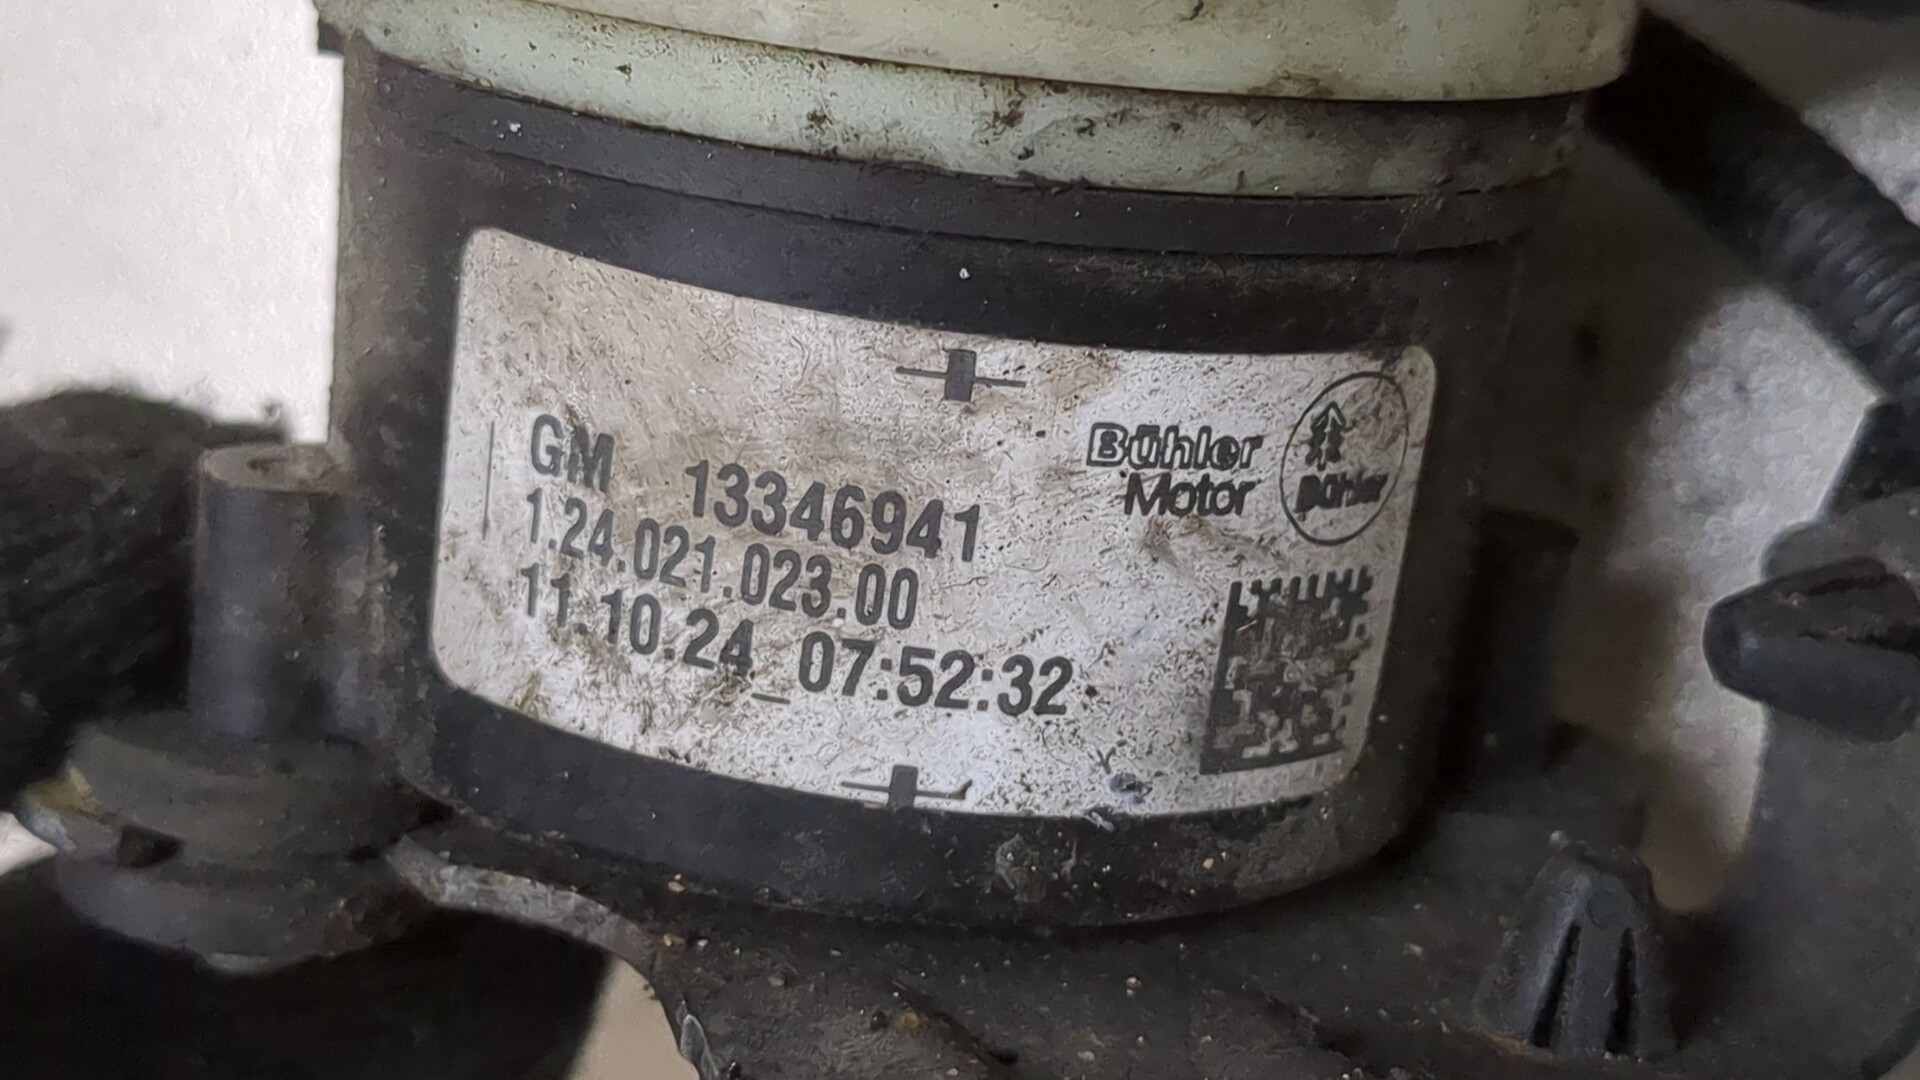 GM 13346941
1.24.021.023.00
11.10.24_07:52:32
Bühler
Motor
Bühler